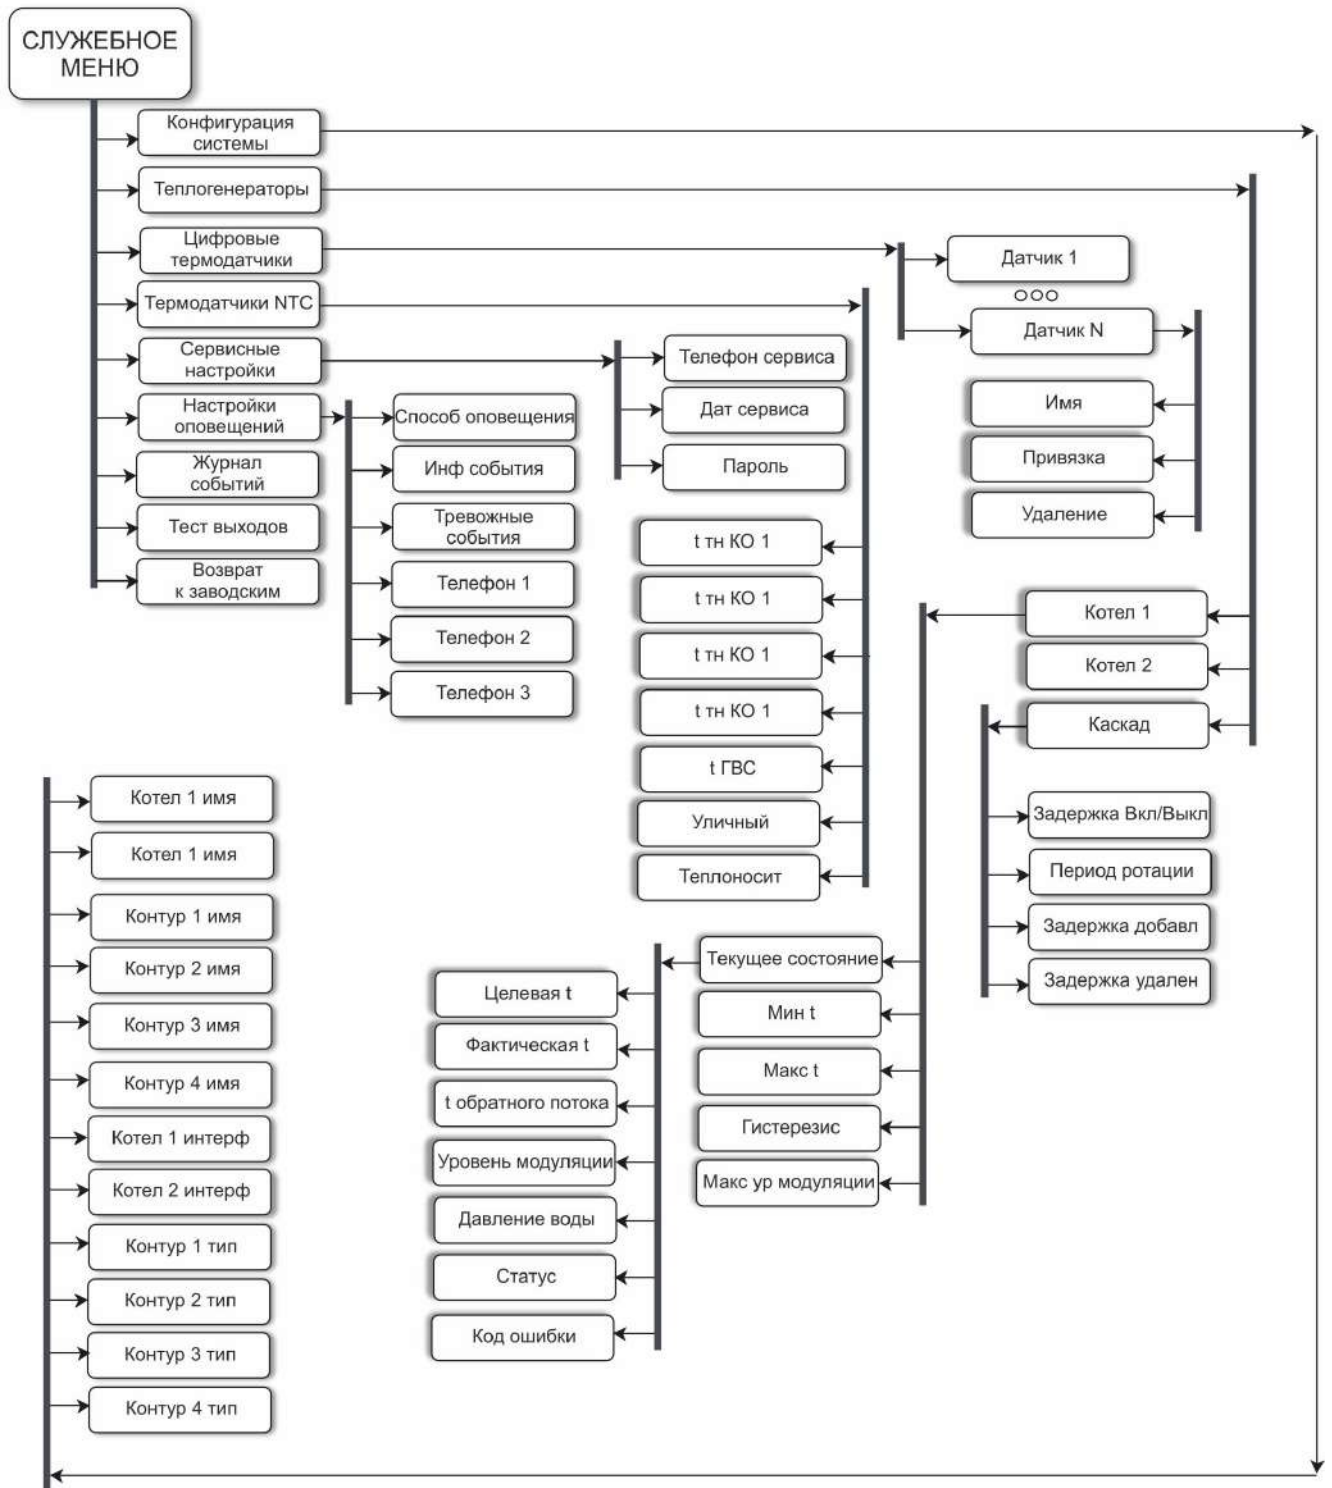 СЛУЖЕБНОЕ
МЕНЮ
Конфигурация
системы
Теплогенераторы
Цифровые
термодатчики
Термодатчики NTC
Сервисные
настройки
Настройки
оповещений
Журнал
событий
Тест выходов
Возврат
к заводским
Способ оповещения
Инф события
Тревожные
события
Телефон 1
Телефон 2
Телефон 3
Телефон сервиса
Дат сервиса
Пароль
Датчик 1
ооо
Датчик N
Имя
Привязка
Удаление
t тн КО 1
t тн КО 1
t тн КО 1
t тн КО 1
t ГВС
Уличный
Теплоносит
Котел 1
Котел 2
Каскад
Задержка Вкл/Выкл
Период ротации
Задержка добавл
Задержка удален
Текущее состояние
Мин t
Макс t
Гистерезис
Макс ур модуляции
Целевая t
Фактическая t
t обратного потока
Уровень модуляции
Давление воды
Статус
Код ошибки
Котел 1 имя
Котел 1 имя
Контур 1 имя
Контур 2 имя
Контур 3 имя
Контур 4 имя
Котел 1 интерф
Котел 2 интерф
Контур 1 тип
Контур 2 тип
Контур 3 тип
Контур 4 тип